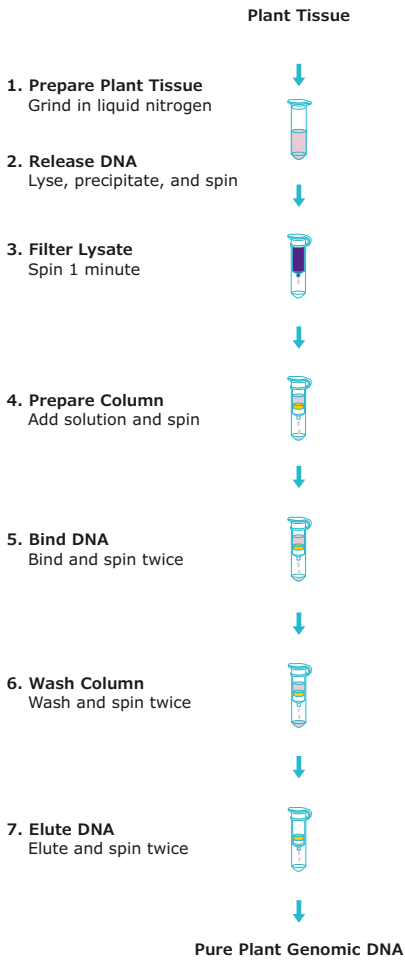 Plant Tissue
1. Prepare Plant Tissue
Grind in liquid nitrogen
2. Release DNA
Lyse, precipitate, and spin
3. Filter Lysate
Spin 1 minute
4. Prepare Column
Add solution and spin
5. Bind DNA
Bind and spin twice
6. Wash Column
Wash and spin twice
7. Elute DNA
Elute and spin twice
Pure Plant Genomic DNA